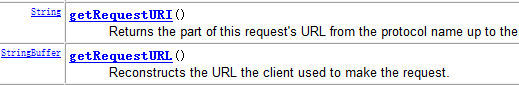 String getRequestURI()
Returns the part of this request's URL from the protocol name up to the
StringBuffer getRequestURL()
Reconstructs the URL the client used to make the request.